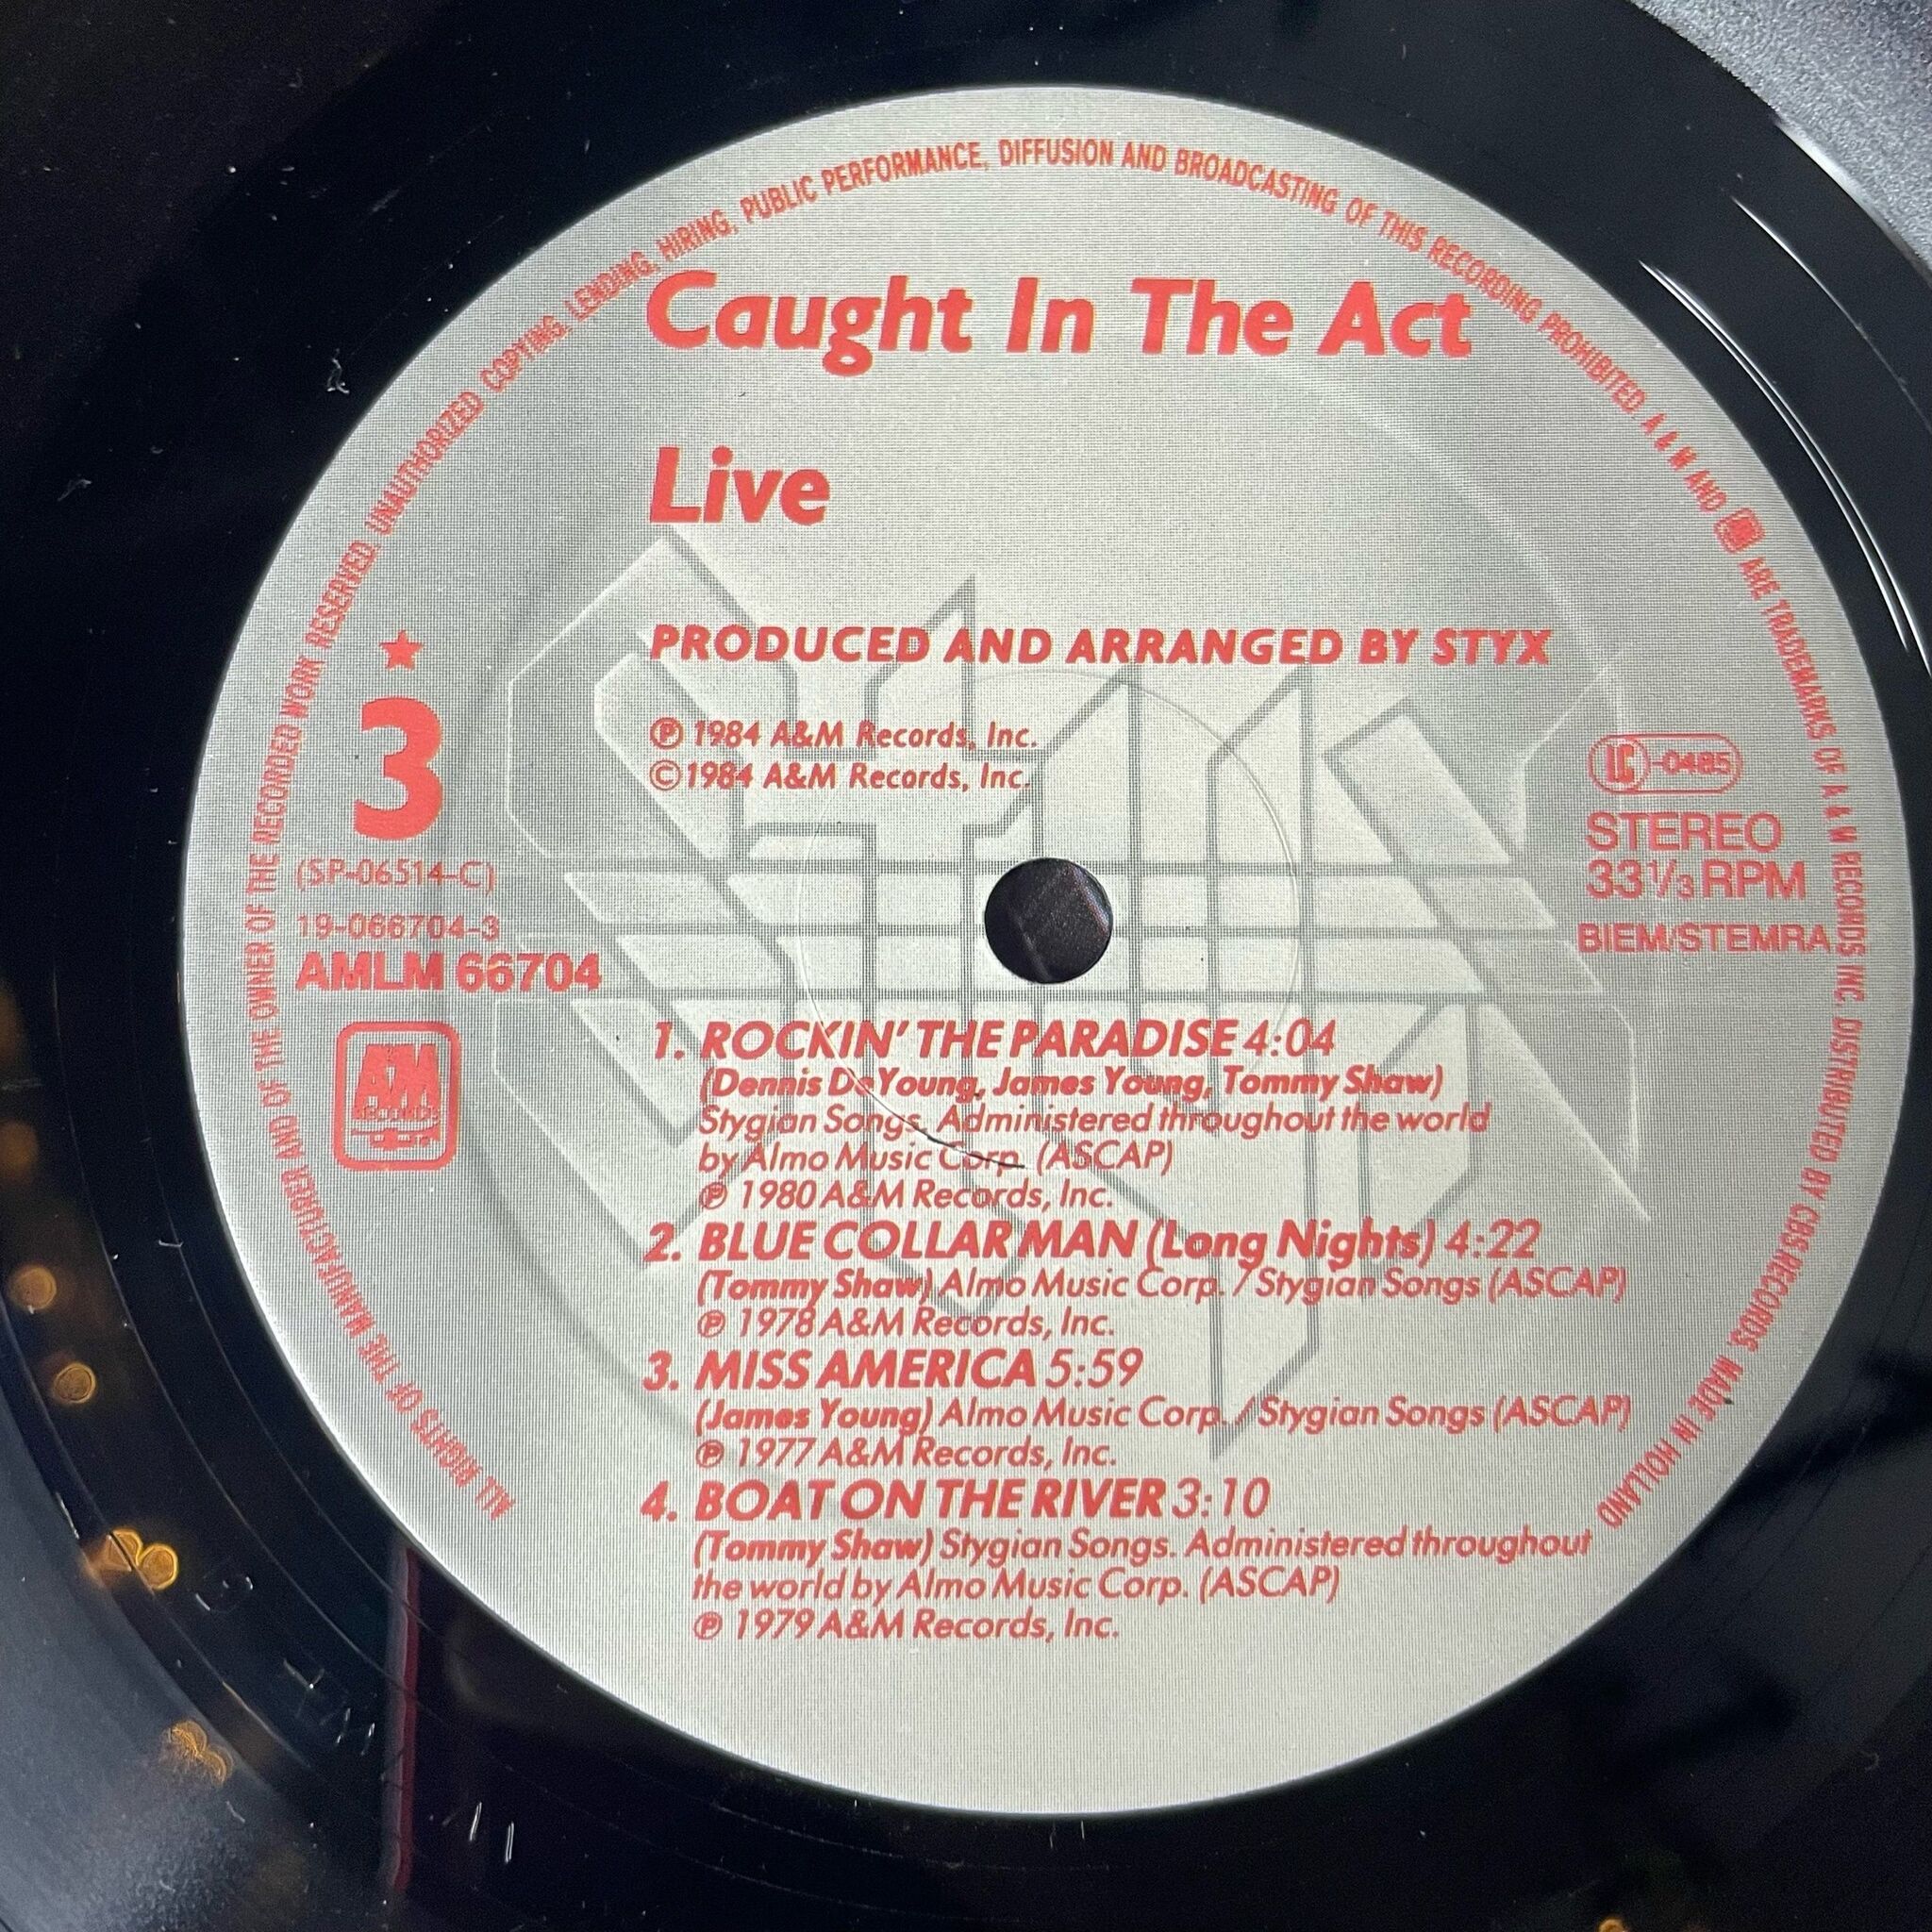 ALL RIGHTS OF THE MANUFACTURER AND OF THE OWNER OF THE RECORDED WORK RESERVED UNAUTHORIZED COPYING, LENDING, HIRING, PUBLIC PERFORMANCE, DIFFUSION AND BROADCASTING OF THIS RECORDING PROHIBITED. A & M AND ARE TRADEMARKS OF A & M RECORDS INC. DISTRIBUTED BY CBS RECORDS. MADE IN HOLLAND
Caught In The Act
Live
PRODUCED AND ARRANGED BY STYX
℗ 1984 A&M Records, Inc.
©1984 A&M Records, Inc.
3
(SP-06514-C)
19-066704-3
AMLM 66704
A&M
RECORDS
LC-0485
STEREO
33⅓ RPM
BIEM/STEMRA
STYX
1. ROCKIN' THE PARADISE 4:04
(Dennis DeYoung, James Young, Tommy Shaw)
Stygian Songs. Administered throughout the world
by Almo Music Corp. (ASCAP)
℗ 1980 A&M Records, Inc.
2. BLUE COLLAR MAN (Long Nights) 4:22
(Tommy Shaw) Almo Music Corp. / Stygian Songs (ASCAP)
℗ 1978 A&M Records, Inc.
3. MISS AMERICA 5:59
(James Young) Almo Music Corp. / Stygian Songs (ASCAP)
℗ 1977 A&M Records, Inc.
4. BOAT ON THE RIVER 3:10
(Tommy Shaw) Stygian Songs. Administered throughout
the world by Almo Music Corp. (ASCAP)
℗ 1979 A&M Records, Inc.